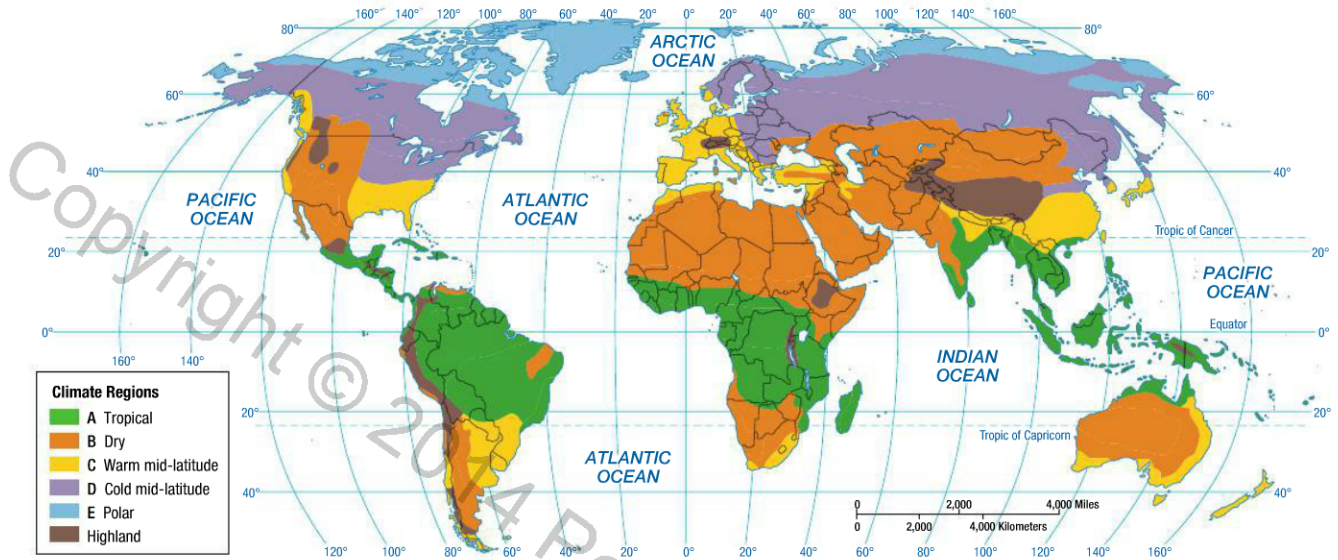 160° 140° 120° 100° 80° 60° 40° 20° 0° 20° 40° 60° 80° 100° 120° 140° 160°
80° 80°
ARCTIC
OCEAN
60° 60°
40° 40°
PACIFIC
OCEAN
ATLANTIC
OCEAN
Tropic of Cancer
20° 20°
PACIFIC
OCEAN
Equator
0° 0°
160° 140°
INDIAN
OCEAN
20° 20°
Tropic of Capricorn
ATLANTIC
OCEAN
40° 40°
Climate Regions
A Tropical
B Dry
C Warm mid-latitude
D Cold mid-latitude
E Polar
Highland
0 2,000 4,000 Miles
0 2,000 4,000 Kilometers
120° 100° 80° 60° 40° 20° 0° 20° 40° 60° 80° 100° 120° 140° 160°
Copyright © 2014